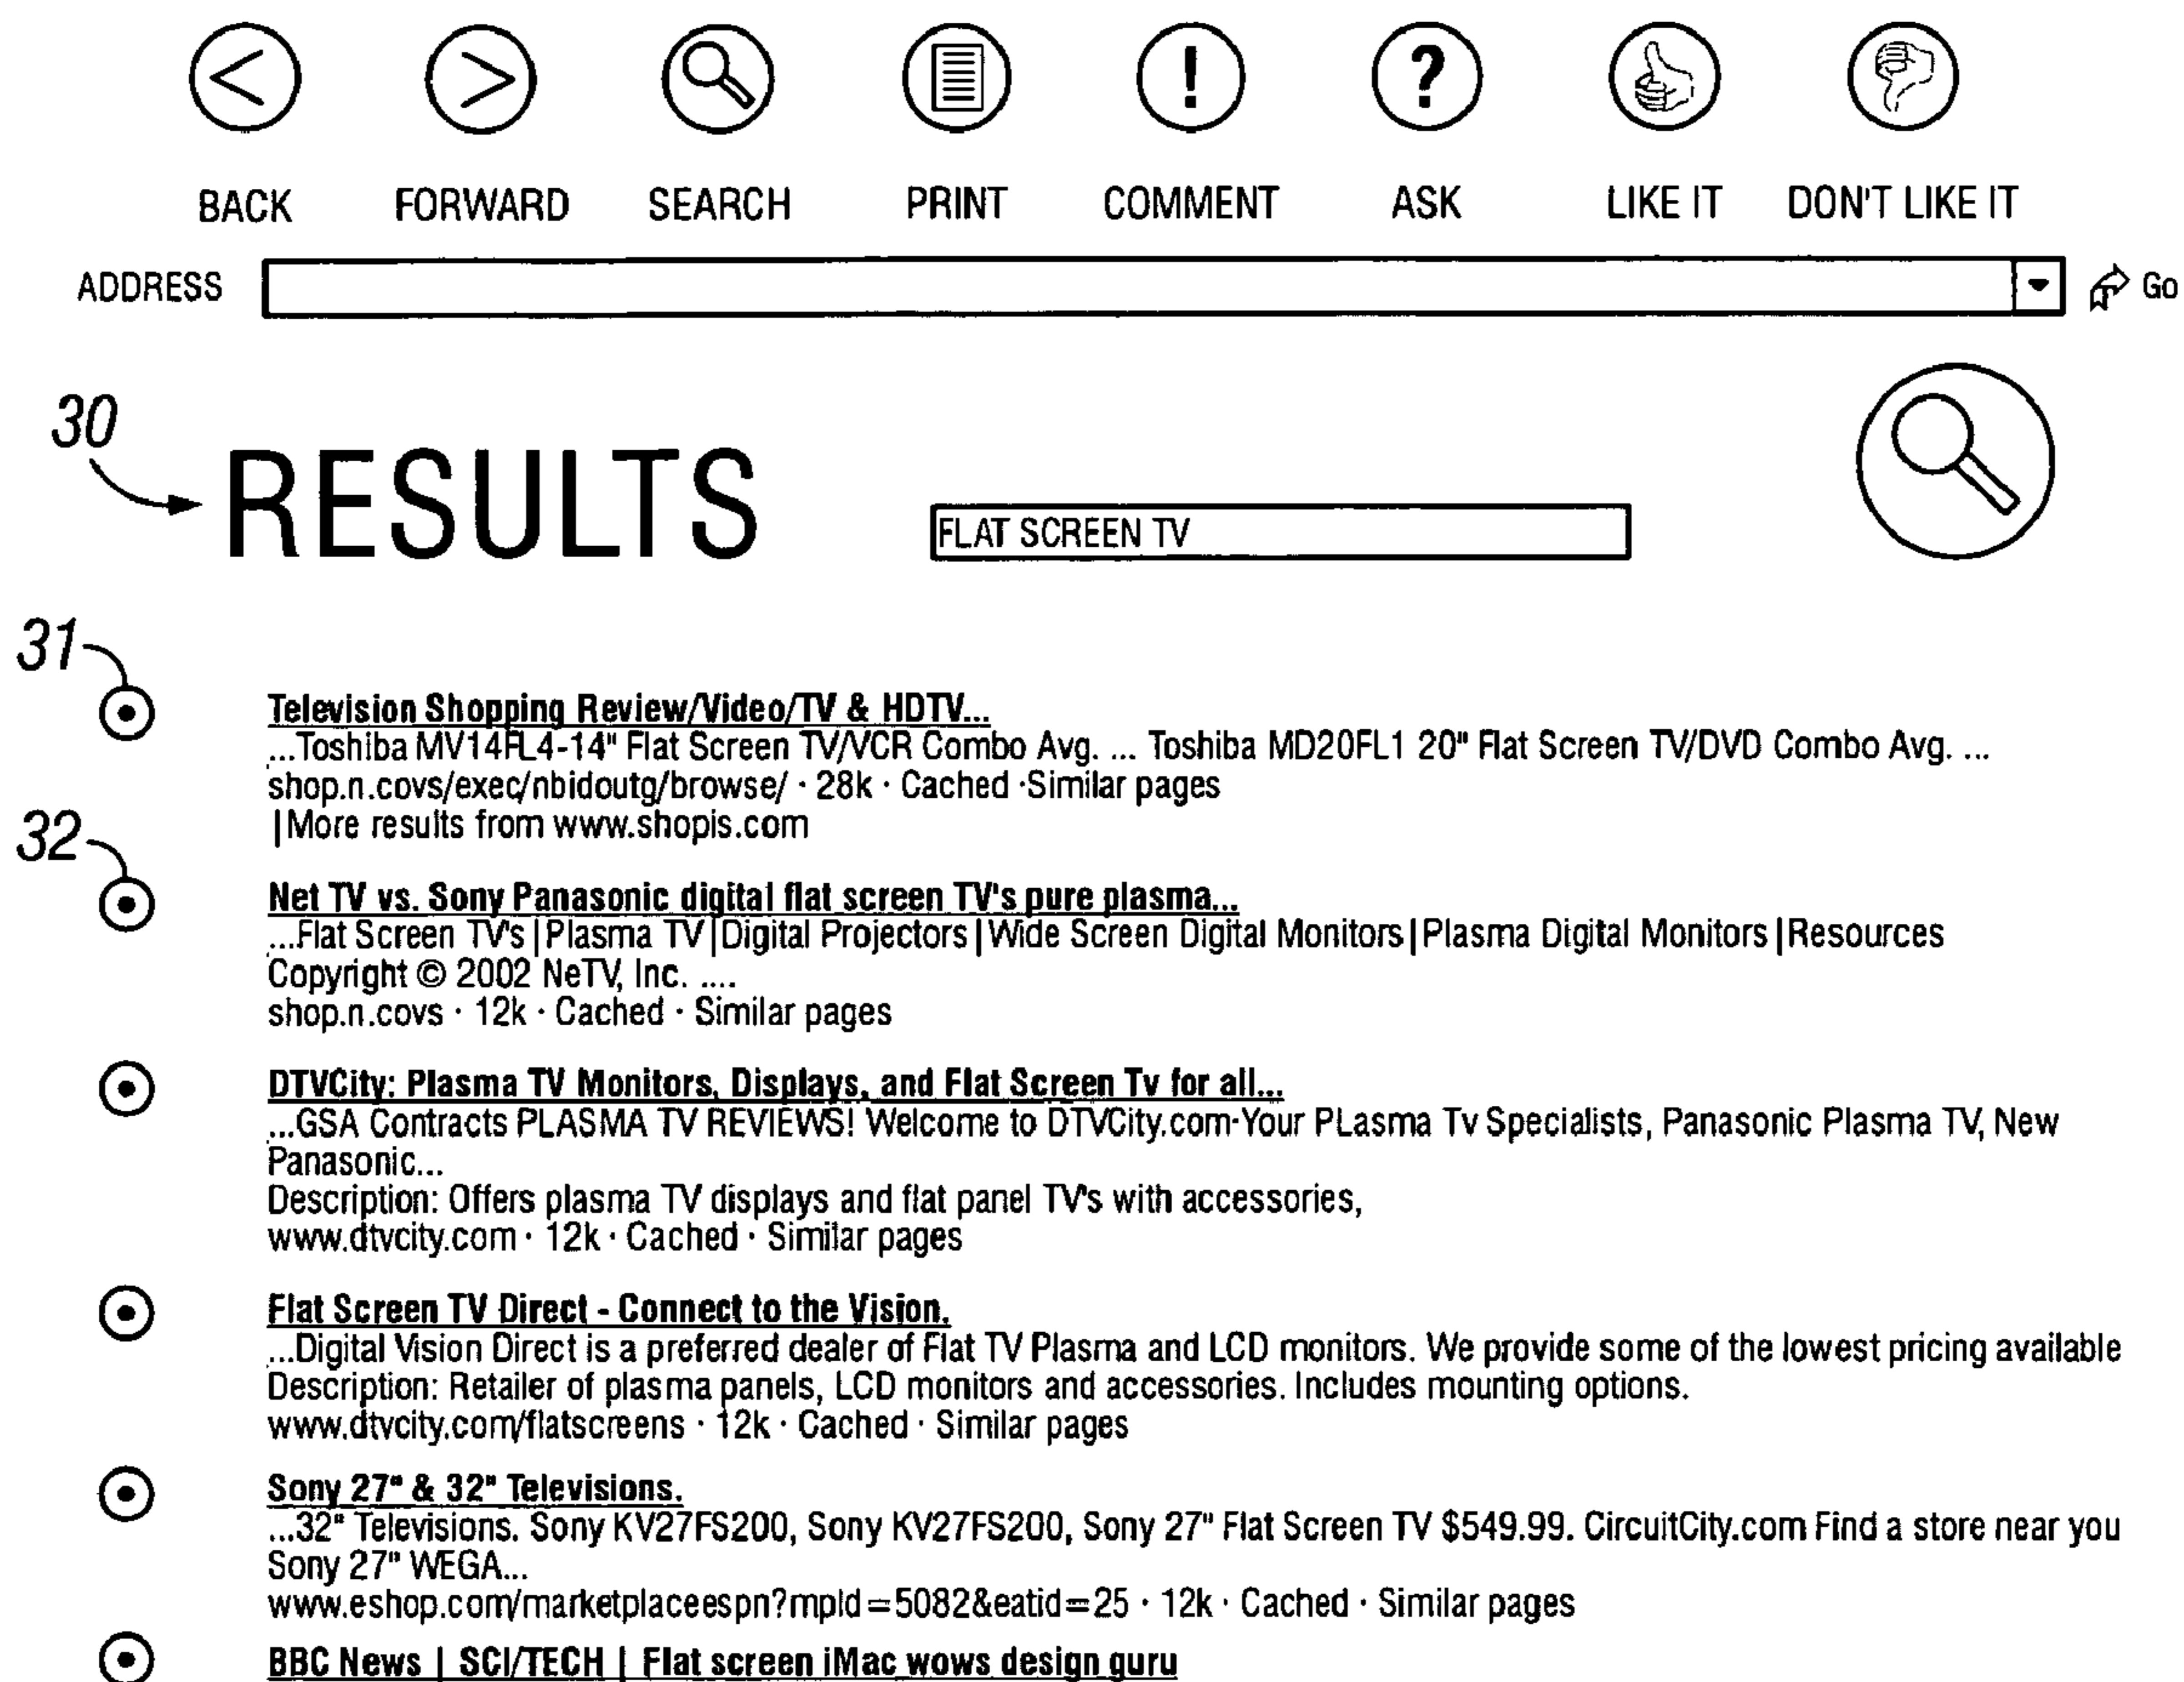 BACK FORWARD SEARCH PRINT COMMENT ASK LIKE IT DON'T LIKE IT
ADDRESS Go
30
RESULTS FLAT SCREEN TV
31
Television Shopping Review/Video/TV & HDTV...
...Toshiba MV14FL4-14" Flat Screen TV/VCR Combo Avg. ... Toshiba MD20FL1 20" Flat Screen TV/DVD Combo Avg. ...
shop.n.covs/exec/nbidoutg/browse/ · 28k · Cached ·Similar pages
|More results from www.shopis.com
32
Net TV vs. Sony Panasonic digital flat screen TV's pure plasma...
...Flat Screen TV's|Plasma TV|Digital Projectors|Wide Screen Digital Monitors|Plasma Digital Monitors|Resources
Copyright © 2002 NeTV, Inc. ....
shop.n.covs · 12k · Cached · Similar pages
DTVCity: Plasma TV Monitors, Displays, and Flat Screen Tv for all...
...GSA Contracts PLASMA TV REVIEWS! Welcome to DTVCity.com-Your PLasma Tv Specialists, Panasonic Plasma TV, New
Panasonic...
Description: Offers plasma TV displays and flat panel TV's with accessories,
www.dtvcity.com · 12k · Cached · Similar pages
Flat Screen TV Direct - Connect to the Vision.
...Digital Vision Direct is a preferred dealer of Flat TV Plasma and LCD monitors. We provide some of the lowest pricing available
Description: Retailer of plasma panels, LCD monitors and accessories. Includes mounting options.
www.dtvcity.com/flatscreens · 12k · Cached · Similar pages
Sony 27" & 32" Televisions.
...32" Televisions. Sony KV27FS200, Sony KV27FS200, Sony 27" Flat Screen TV $549.99. CircuitCity.com Find a store near you
Sony 27" WEGA...
www.eshop.com/marketplaceespn?mpld=5082&eatid=25 · 12k · Cached · Similar pages
BBC News | SCI/TECH | Flat screen iMac wows design guru